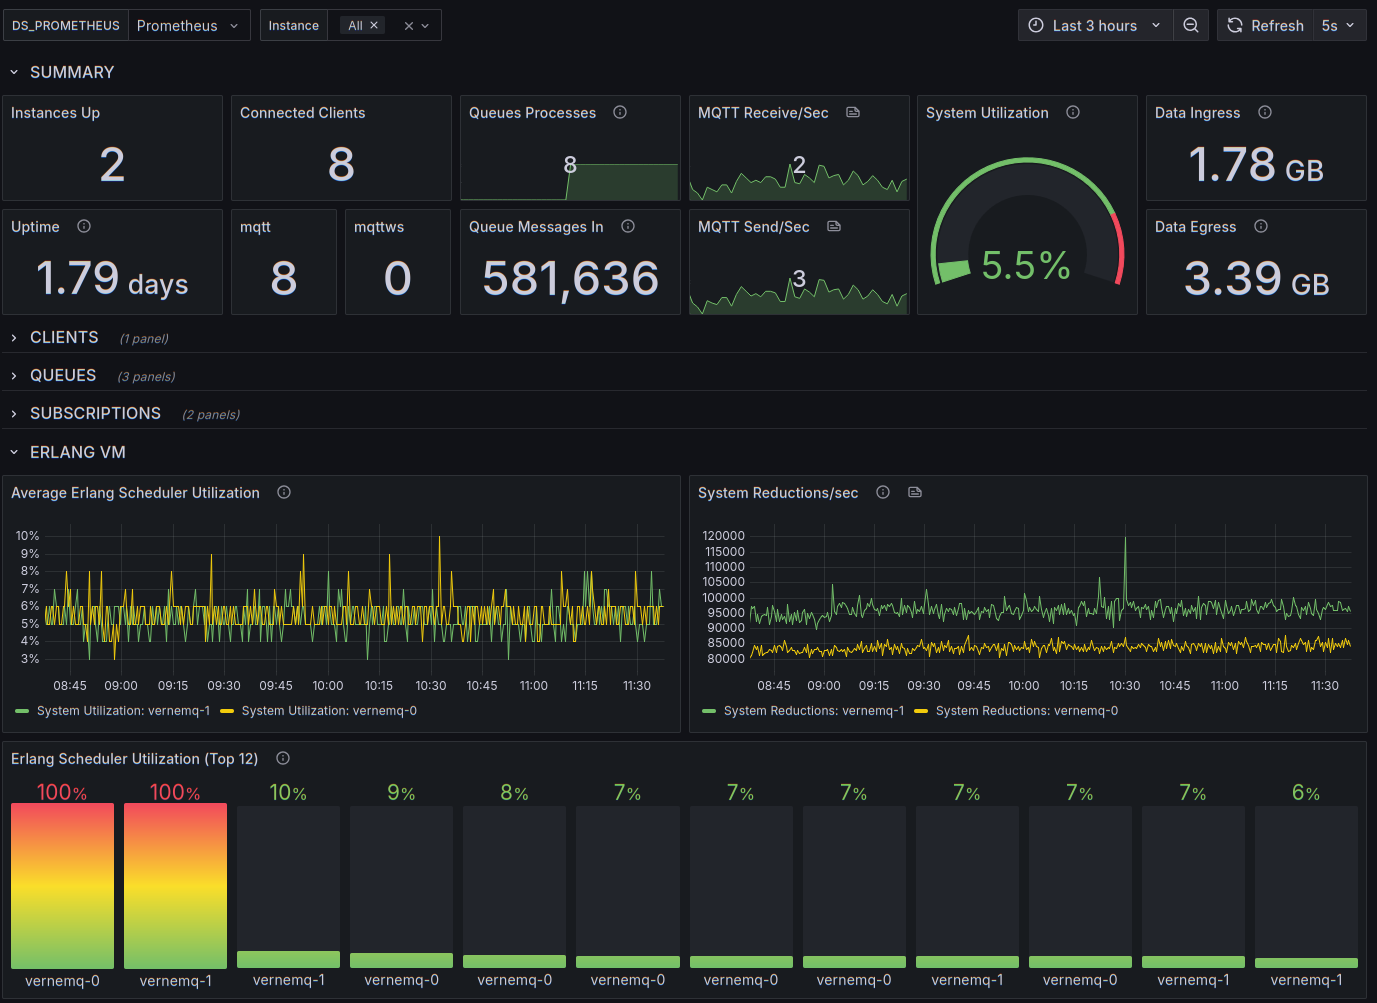 DS_PROMETHEUS Prometheus Instance All Last 3 hours Refresh 5s
SUMMARY
Instances Up
2
Connected Clients
8
Queues Processes
8
MQTT Receive/Sec
2
System Utilization
5.5%
Data Ingress
1.78 GB
Uptime
1.79 days
mqtt
8
mqttws
0
Queue Messages In
581,636
MQTT Send/Sec
3
Data Egress
3.39 GB
CLIENTS (1 panel)
QUEUES (3 panels)
SUBSCRIPTIONS (2 panels)
ERLANG VM
Average Erlang Scheduler Utilization
10%
9%
8%
7%
6%
5%
4%
3%
08:45 09:00 09:15 09:30 09:45 10:00 10:15 10:30 10:45 11:00 11:15 11:30
System Utilization: vernemq-1 System Utilization: vernemq-0
System Reductions/sec
120000
115000
110000
105000
100000
95000
90000
85000
80000
08:45 09:00 09:15 09:30 09:45 10:00 10:15 10:30 10:45 11:00 11:15 11:30
System Reductions: vernemq-1 System Reductions: vernemq-0
Erlang Scheduler Utilization (Top 12)
100% 100% 10% 9% 8% 7% 7% 7% 7% 7% 7% 6%
vernemq-0 vernemq-1 vernemq-1 vernemq-0 vernemq-0 vernemq-0 vernemq-0 vernemq-0 vernemq-1 vernemq-0 vernemq-1 vernemq-1